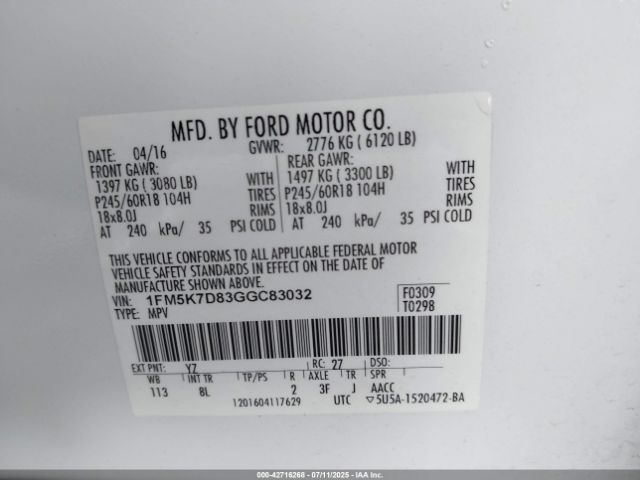 MFD. BY FORD MOTOR CO.
DATE: 04/16 GVWR: 2776 KG ( 6120 LB)
FRONT GAWR: REAR GAWR:
1397 KG ( 3080 LB) WITH 1497 KG ( 3300 LB) WITH
P245/60R18 104H TIRES P245/60R18 104H TIRES
18x8.0J RIMS 18x8.0J RIMS
AT 240 kPa/ 35 PSI COLD AT 240 kPa/ 35 PSI COLD
THIS VEHICLE CONFORMS TO ALL APPLICABLE FEDERAL MOTOR
VEHICLE SAFETY STANDARDS IN EFFECT ON THE DATE OF
MANUFACTURE SHOWN ABOVE.
VIN: 1FM5K7D83GGC83032 F0309
TYPE: MPV T0298
EXT PNT: YZ RC: 27 DSO:
WB INT TR TP/PS R AXLE TR SPR
113 8L 2 3F J AACC
1201604117629 UTC ▽5U5A-1520472-BA
000-42716268 - 07/11/2025 - IAA Inc.